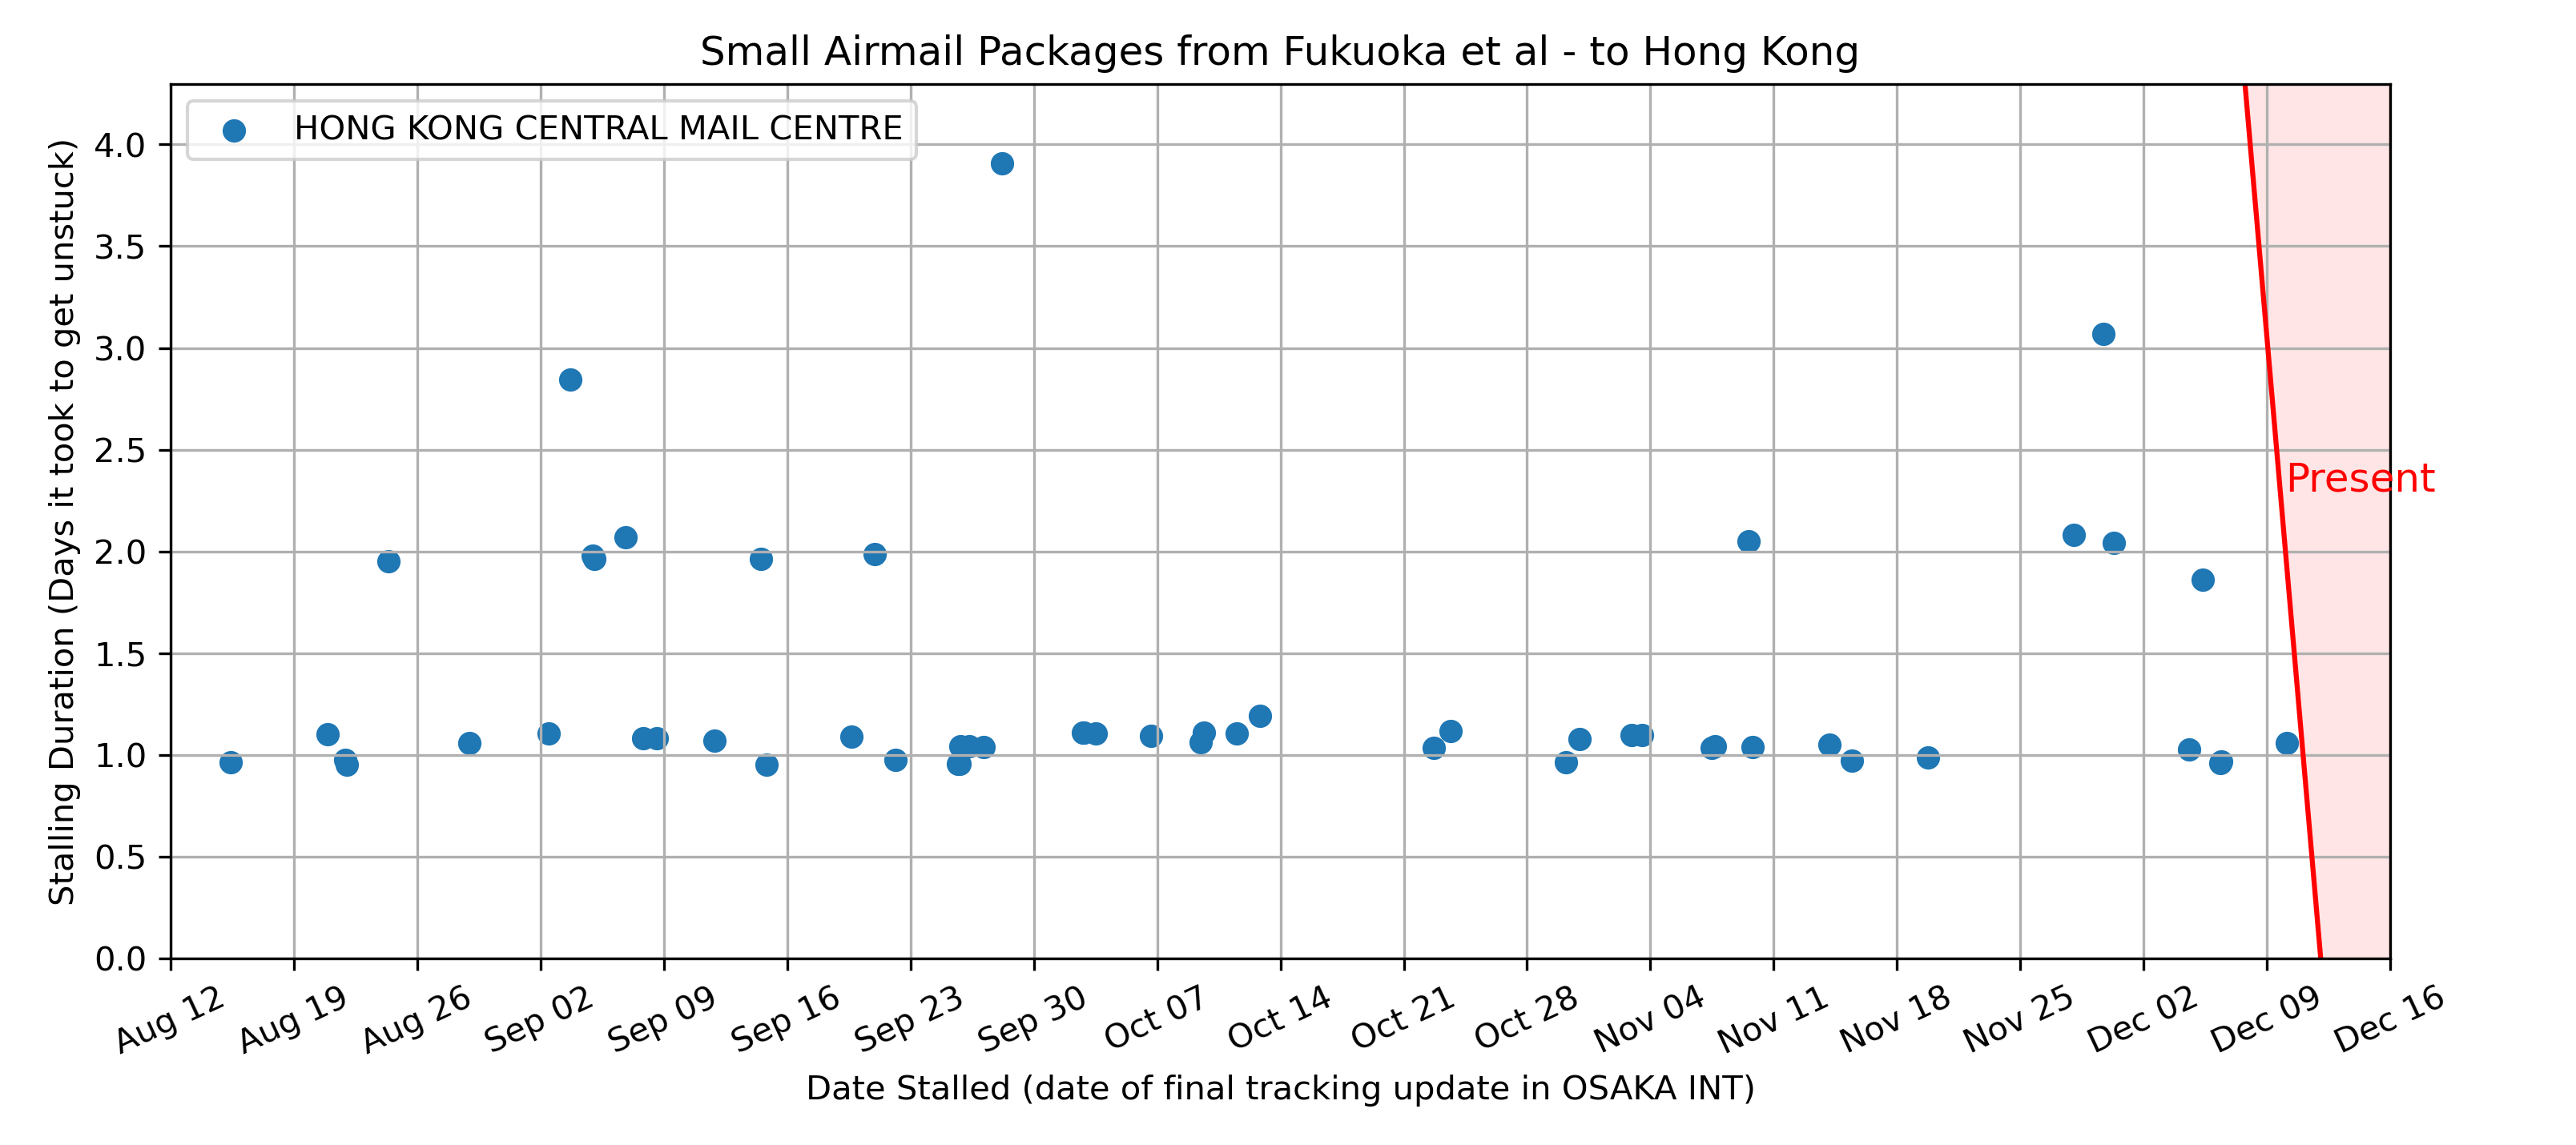 Small Airmail Packages from Fukuoka et al - to Hong Kong
HONG KONG CENTRAL MAIL CENTRE
Stalling Duration (Days it took to get unstuck)
4.0
3.5
3.0
2.5
2.0
1.5
1.0
0.5
0.0
Present
Aug 12
Aug 19
Aug 26
Sep 02
Sep 09
Sep 16
Sep 23
Sep 30
Oct 07
Oct 14
Oct 21
Oct 28
Nov 04
Nov 11
Nov 18
Nov 25
Dec 02
Dec 09
Dec 16
Date Stalled (date of final tracking update in OSAKA INT)